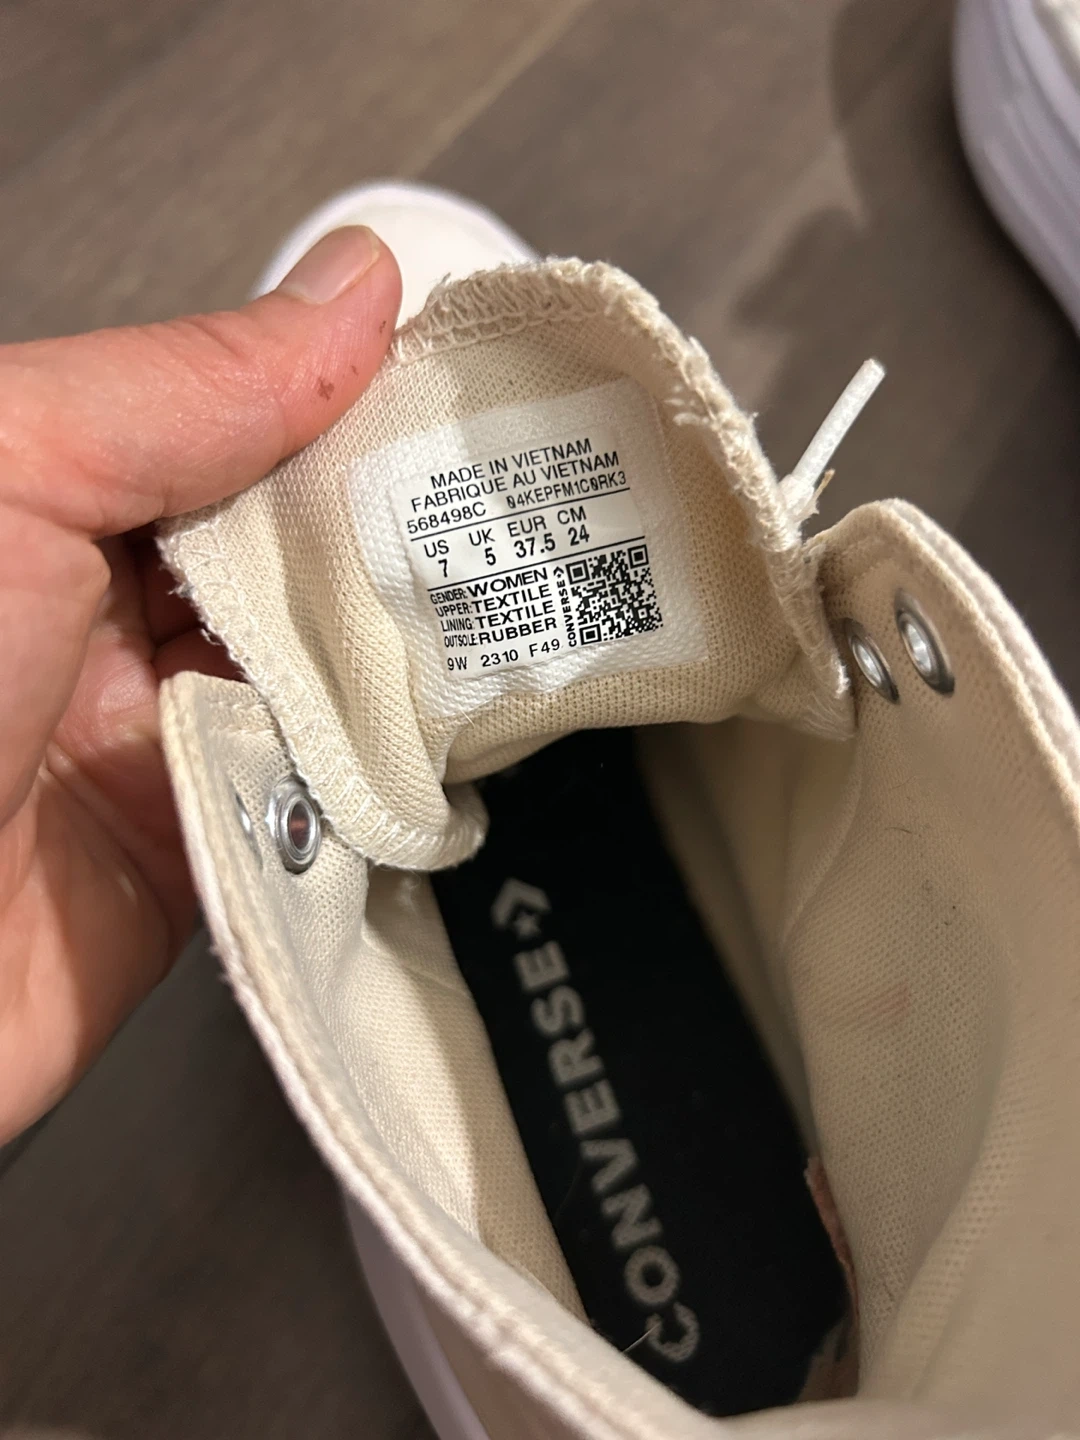 MADE IN VIETNAM
FABRIQUE AU VIETNAM
568498C 04KEPFM1C0RK3
US UK EUR CM
7 5 37.5 24
GENDER: WOMEN
UPPER: TEXTILE
LINING: TEXTILE
OUTSOLE: RUBBER
CONVERSE
9W 2310 F49
CONVERSE